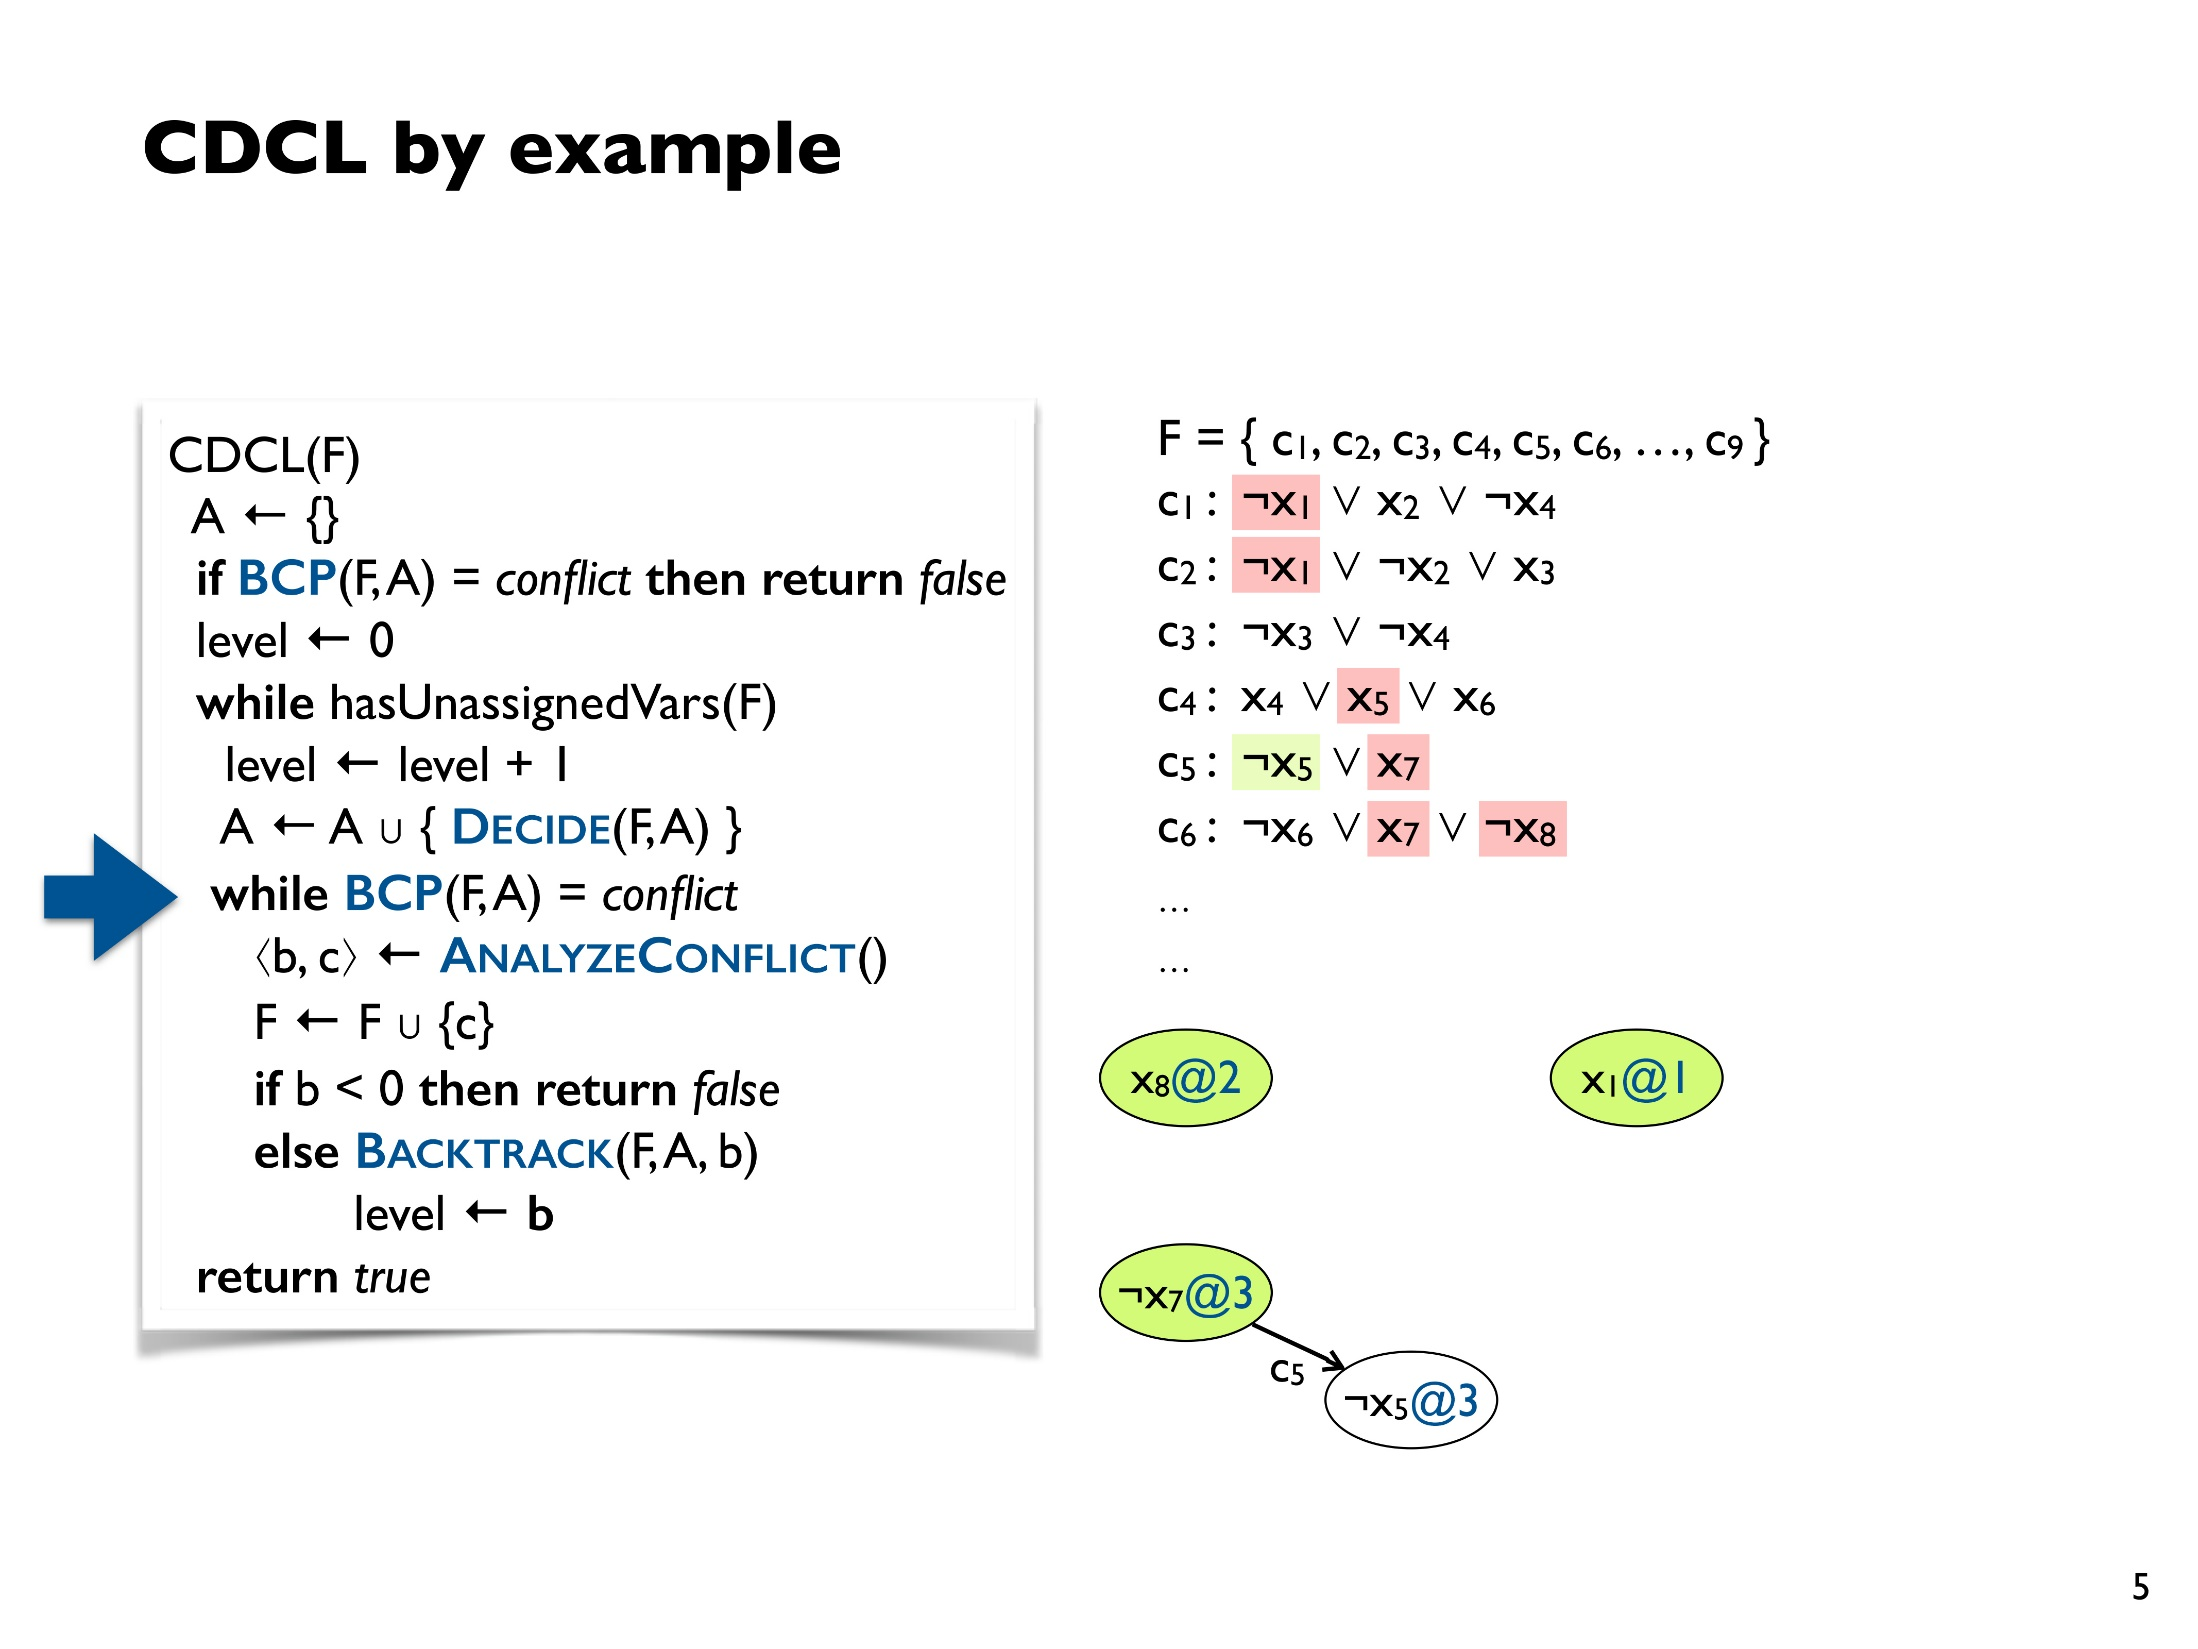 CDCL by example
CDCL(F)
A ← {}
if BCP(F, A) = conflict then return false
level ← 0
while hasUnassignedVars(F)
level ← level + 1
A ← A ∪ { DECIDE(F, A) }
while BCP(F, A) = conflict
⟨b, c⟩ ← ANALYZECONFLICT()
F ← F ∪ {c}
if b < 0 then return false
else BACKTRACK(F, A, b)
level ← b
return true
F = { c₁, c₂, c₃, c₄, c₅, c₆, …, c₉ }
c₁ : ¬x₁ ∨ x₂ ∨ ¬x₄
c₂ : ¬x₁ ∨ ¬x₂ ∨ x₃
c₃ : ¬x₃ ∨ ¬x₄
c₄ : x₄ ∨ x₅ ∨ x₆
c₅ : ¬x₅ ∨ x₇
c₆ : ¬x₆ ∨ x₇ ∨ ¬x₈
…
…
x₈@2
x₁@1
¬x₇@3
c₅
¬x₅@3
5